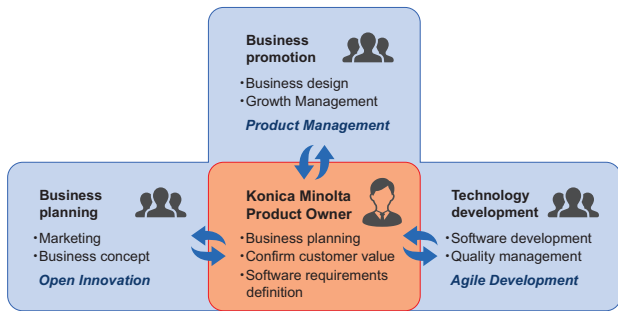 Business
promotion
・Business design
・Growth Management
Product Management
Business
planning
・Marketing
・Business concept
Open Innovation
Konica Minolta
Product Owner
・Business planning
・Confirm customer value
・Software requirements
definition
Technology
development
・Software development
・Quality management
Agile Development